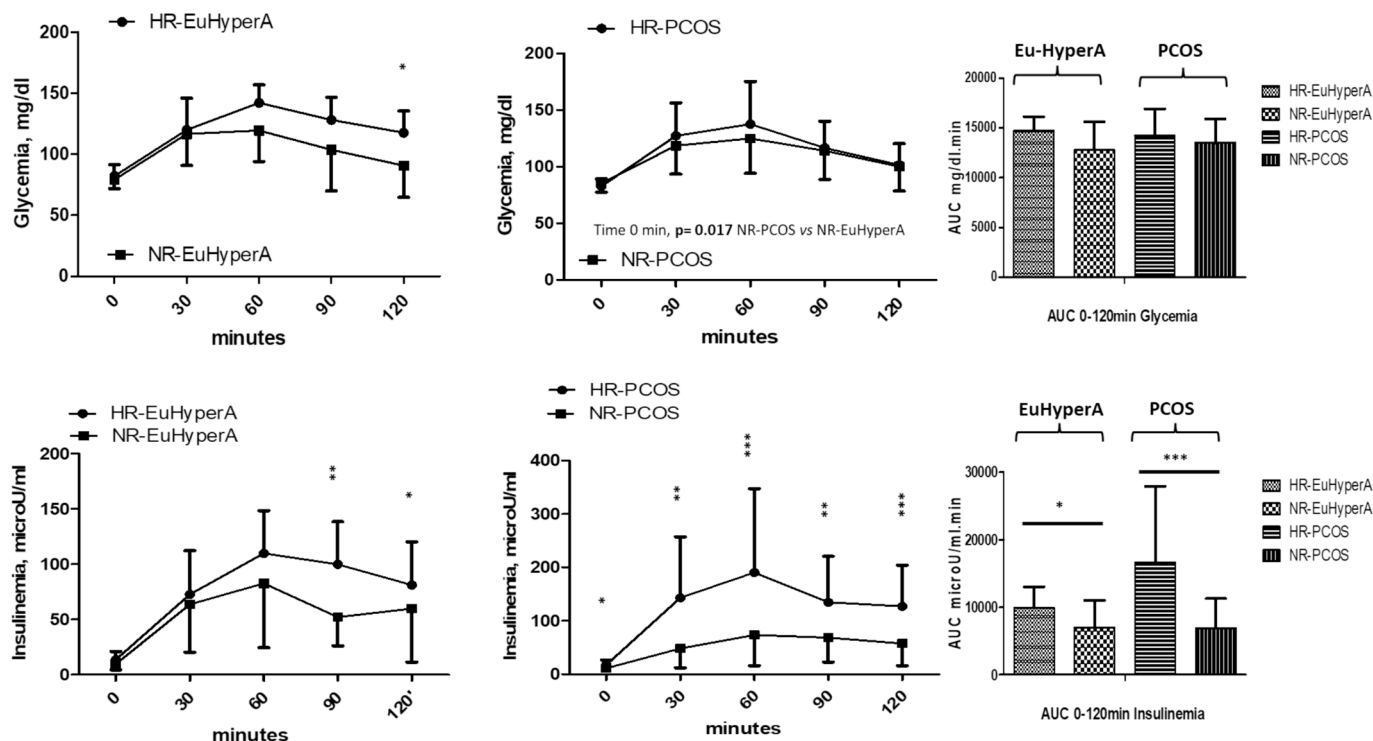 HR-EuHyperA
200
150
100
50
0
Glycemia, mg/dl
*
NR-EuHyperA
0
30
60
90
120
minutes
HR-PCOS
200
150
100
50
0
Glycemia, mg/dl
Time 0 min, p= 0.017 NR-PCOS vs NR-EuHyperA
NR-PCOS
0
30
60
90
120
minutes
Eu-HyperA
PCOS
20000
15000
10000
5000
0
AUC mg/dl.min
AUC 0-120min Glycemia
HR-EuHyperA
NR-EuHyperA
HR-PCOS
NR-PCOS
HR-EuHyperA
NR-EuHyperA
200
150
100
50
0
Insulinemia, microU/ml
**
*
0
30
60
90
120'
minutes
HR-PCOS
NR-PCOS
400
300
200
100
0
Insulinemia, microU/ml
*
**
***
**
***
0
30
60
90
120
minutes
EuHyperA
PCOS
30000
20000
10000
0
AUC microU/ml.min
*
***
AUC 0-120min Insulinemia
HR-EuHyperA
NR-EuHyperA
HR-PCOS
NR-PCOS